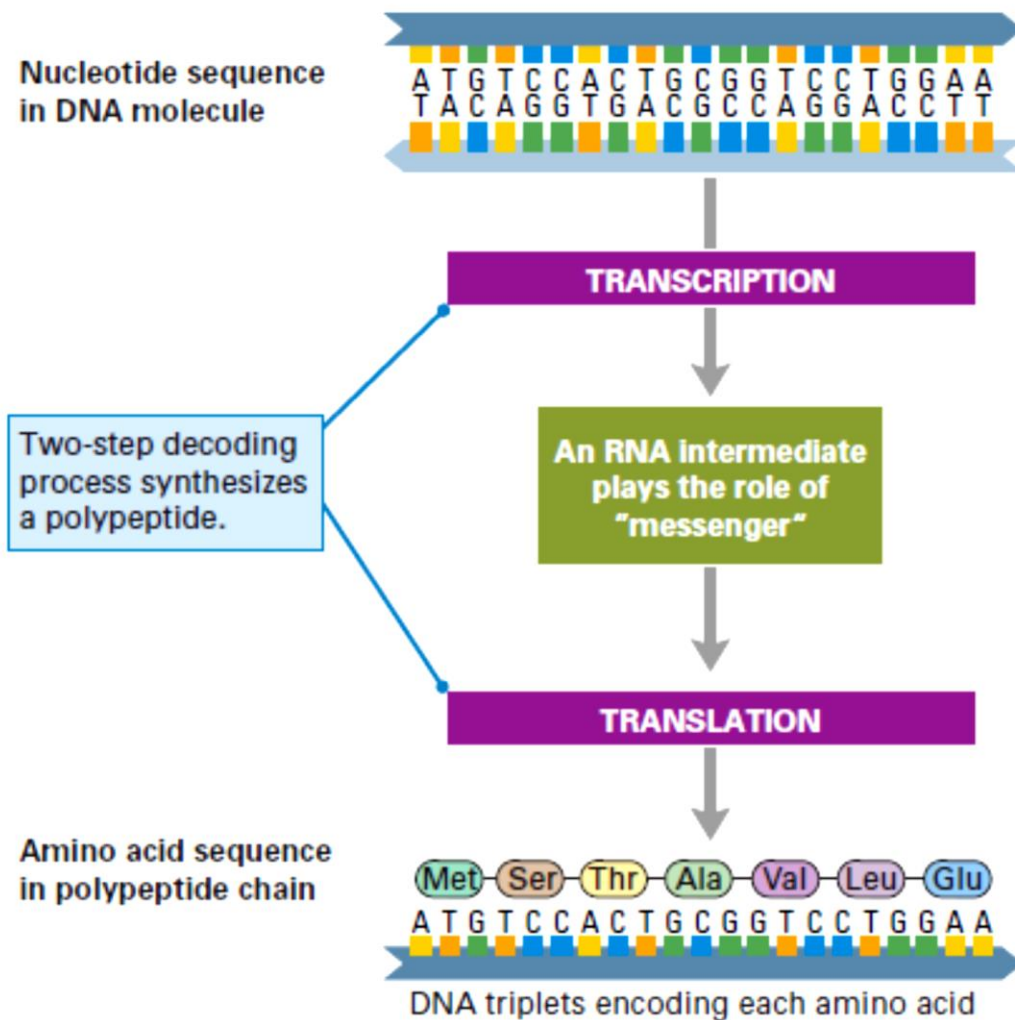 Nucleotide sequence
in DNA molecule
A T G T C C A C T G C G G T C C T G G A A
T A C A G G T G A C G C C A G G A C C T T
TRANSCRIPTION
Two-step decoding
process synthesizes
a polypeptide.
An RNA intermediate
plays the role of
"messenger"
TRANSLATION
Amino acid sequence
in polypeptide chain
Met Ser Thr Ala Val Leu Glu
A T G T C C A C T G C G G T C C T G G A A
DNA triplets encoding each amino acid